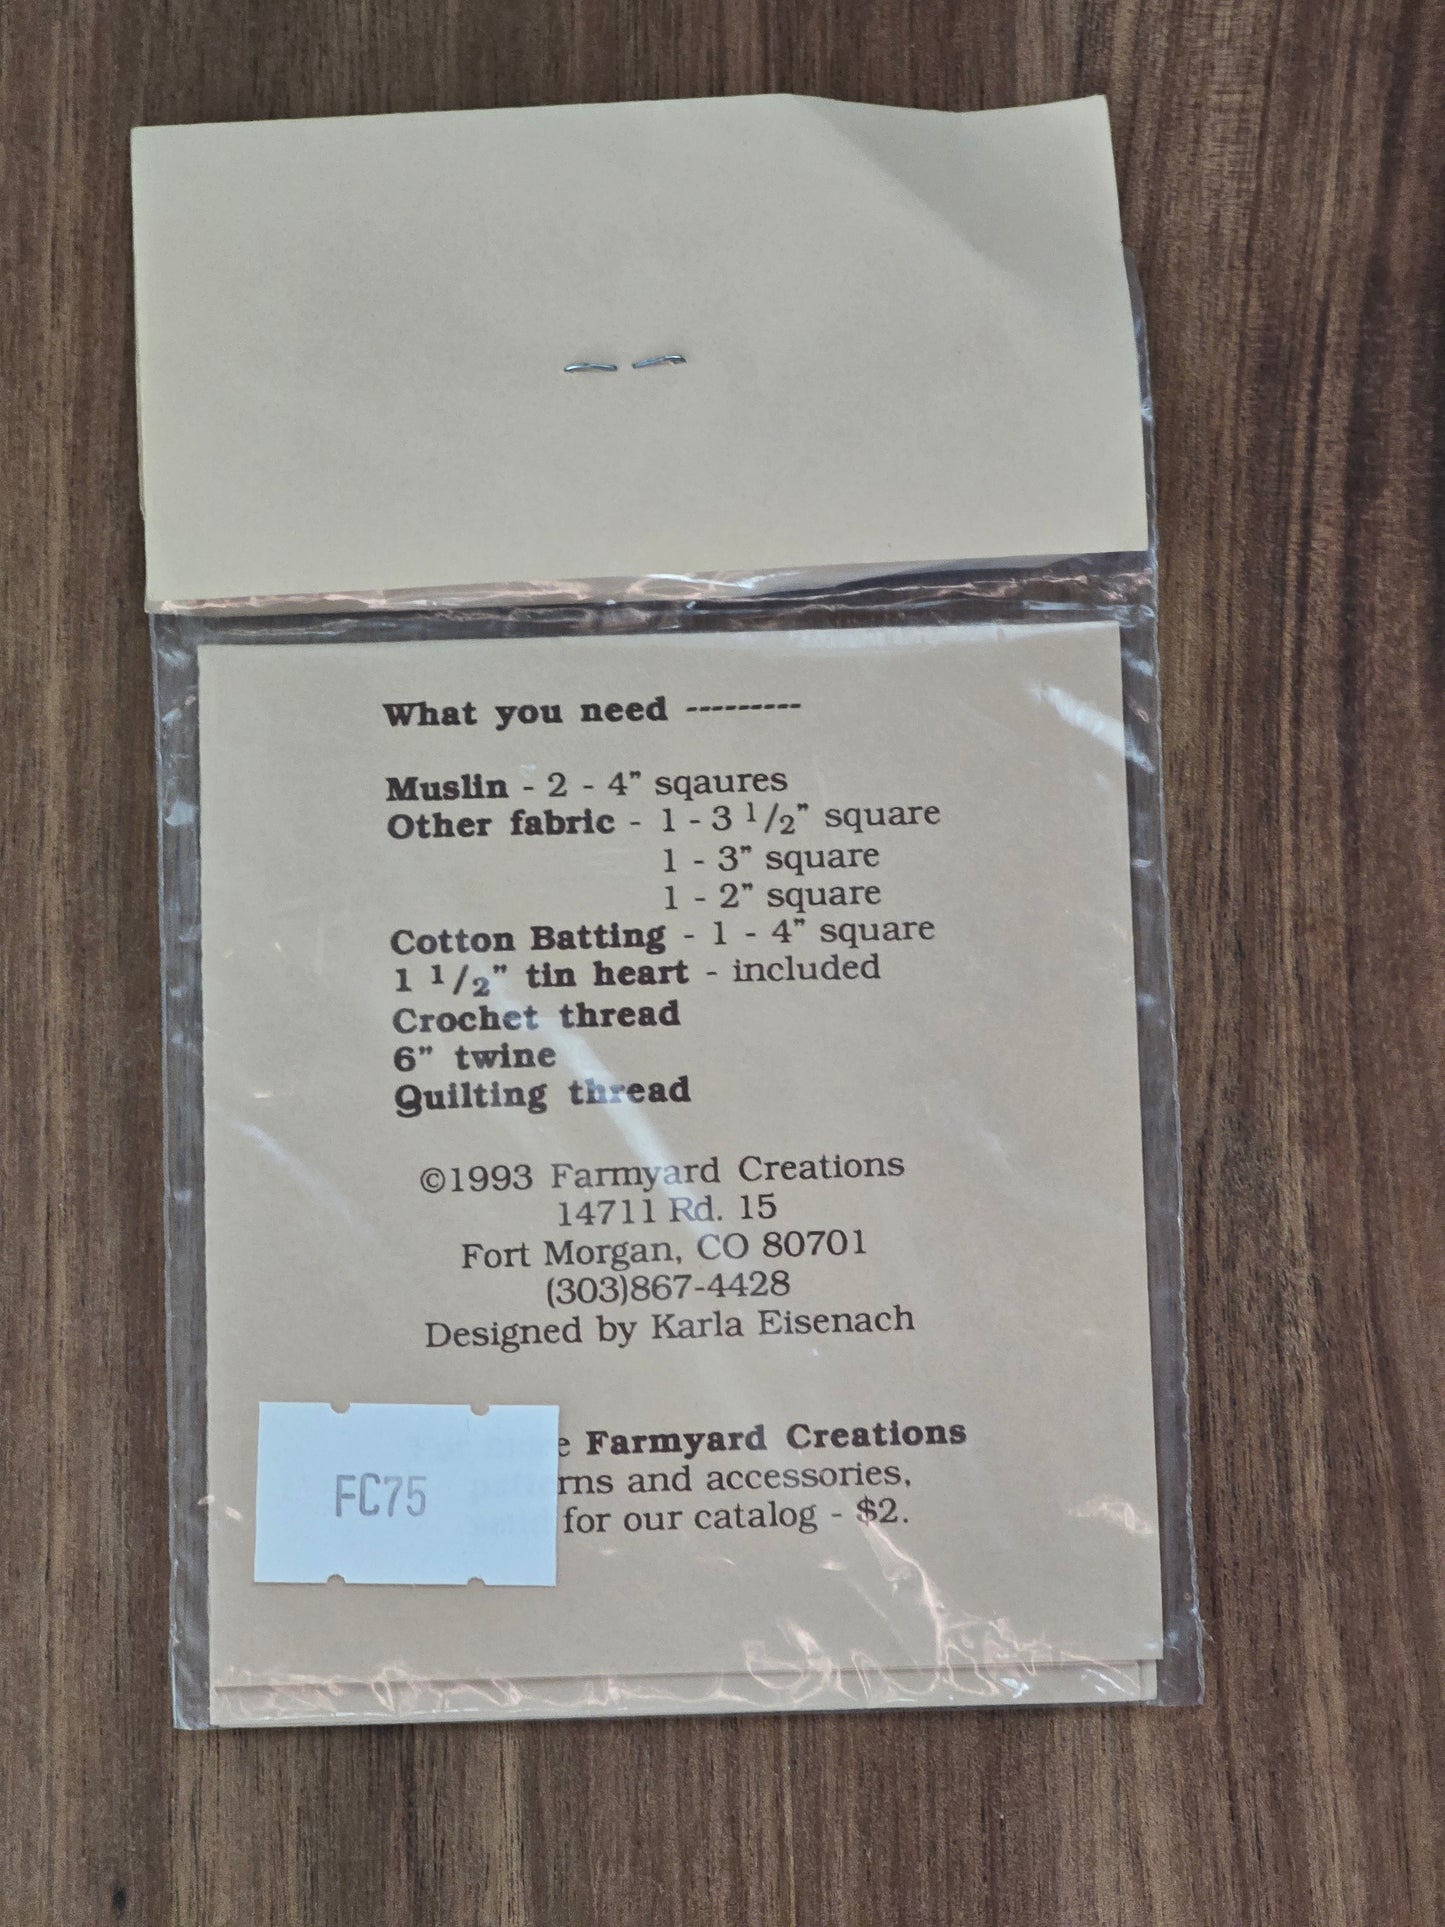 What you need ---------
Muslin - 2 - 4" sqaures
Other fabric - 1 - 3 1/2" square
1 - 3" square
1 - 2" square
Cotton Batting - 1 - 4" square
1 1/2" tin heart - included
Crochet thread
6" twine
Quilting thread
©1993 Farmyard Creations
14711 Rd. 15
Fort Morgan, CO 80701
(303)867-4428
Designed by Karla Eisenach
For more Farmyard Creations
patterns and accessories,
send for our catalog - $2.
FC75